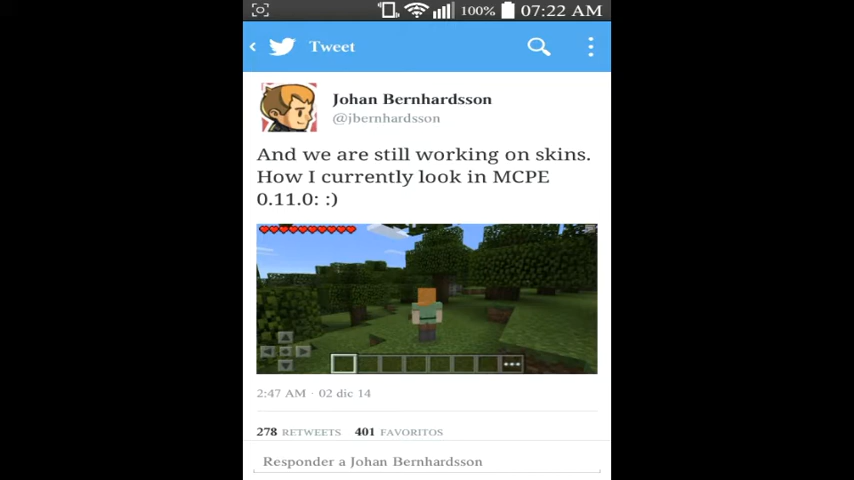 100% 07:22 AM
Tweet
Johan Bernhardsson
@jbernhardsson
And we are still working on skins.
How I currently look in MCPE
0.11.0: :)
2:47 AM · 02 dic 14
278 RETWEETS 401 FAVORITOS
Responder a Johan Bernhardsson